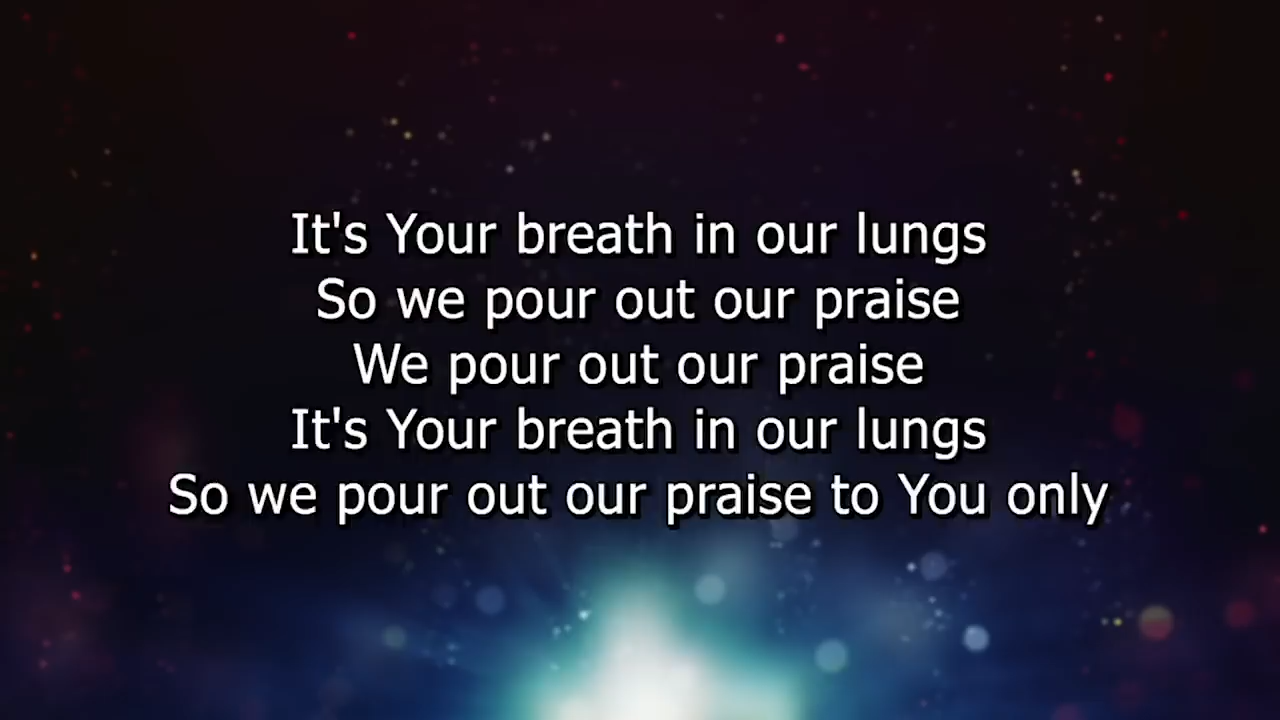 It's Your breath in our lungs
So we pour out our praise
We pour out our praise
It's Your breath in our lungs
So we pour out our praise to You only